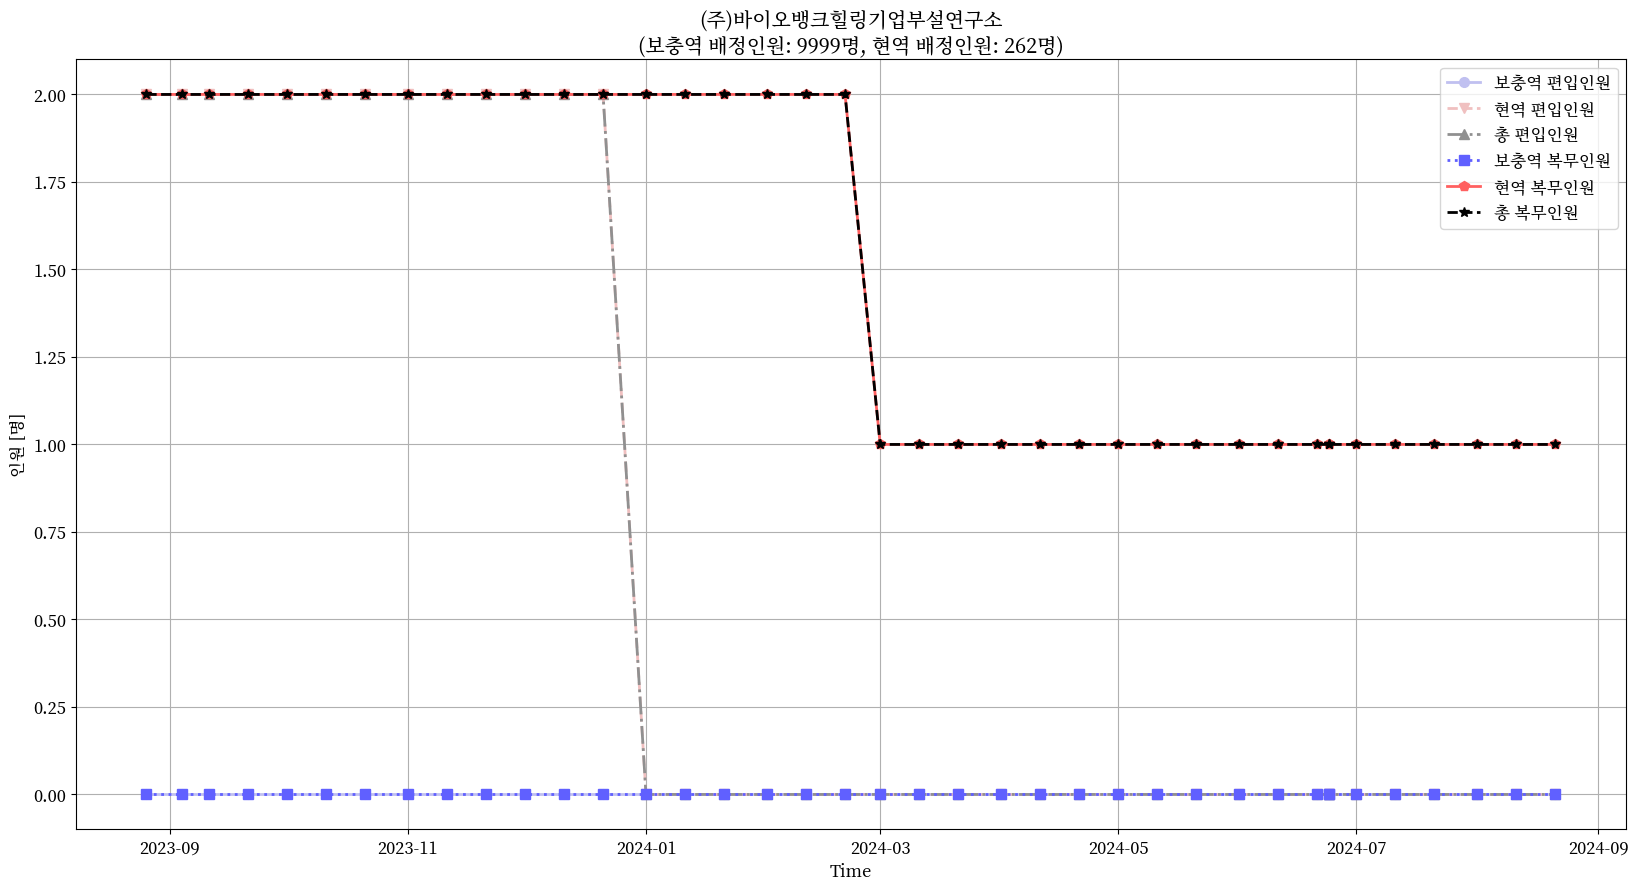 (주)바이오뱅크힐링기업부설연구소
(보충역 배정인원: 9999명, 현역 배정인원: 262명)
보충역 편입인원
현역 편입인원
총 편입인원
보충역 복무인원
현역 복무인원
총 복무인원
인원 [명]
2.00
1.75
1.50
1.25
1.00
0.75
0.50
0.25
0.00
2023-09
2023-11
2024-01
2024-03
2024-05
2024-07
2024-09
Time